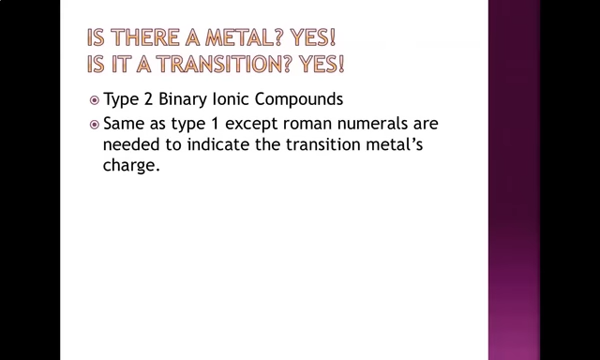 IS THERE A METAL? YES!
IS IT A TRANSITION? YES!
Type 2 Binary Ionic Compounds
Same as type 1 except roman numerals are
needed to indicate the transition metal's
charge.